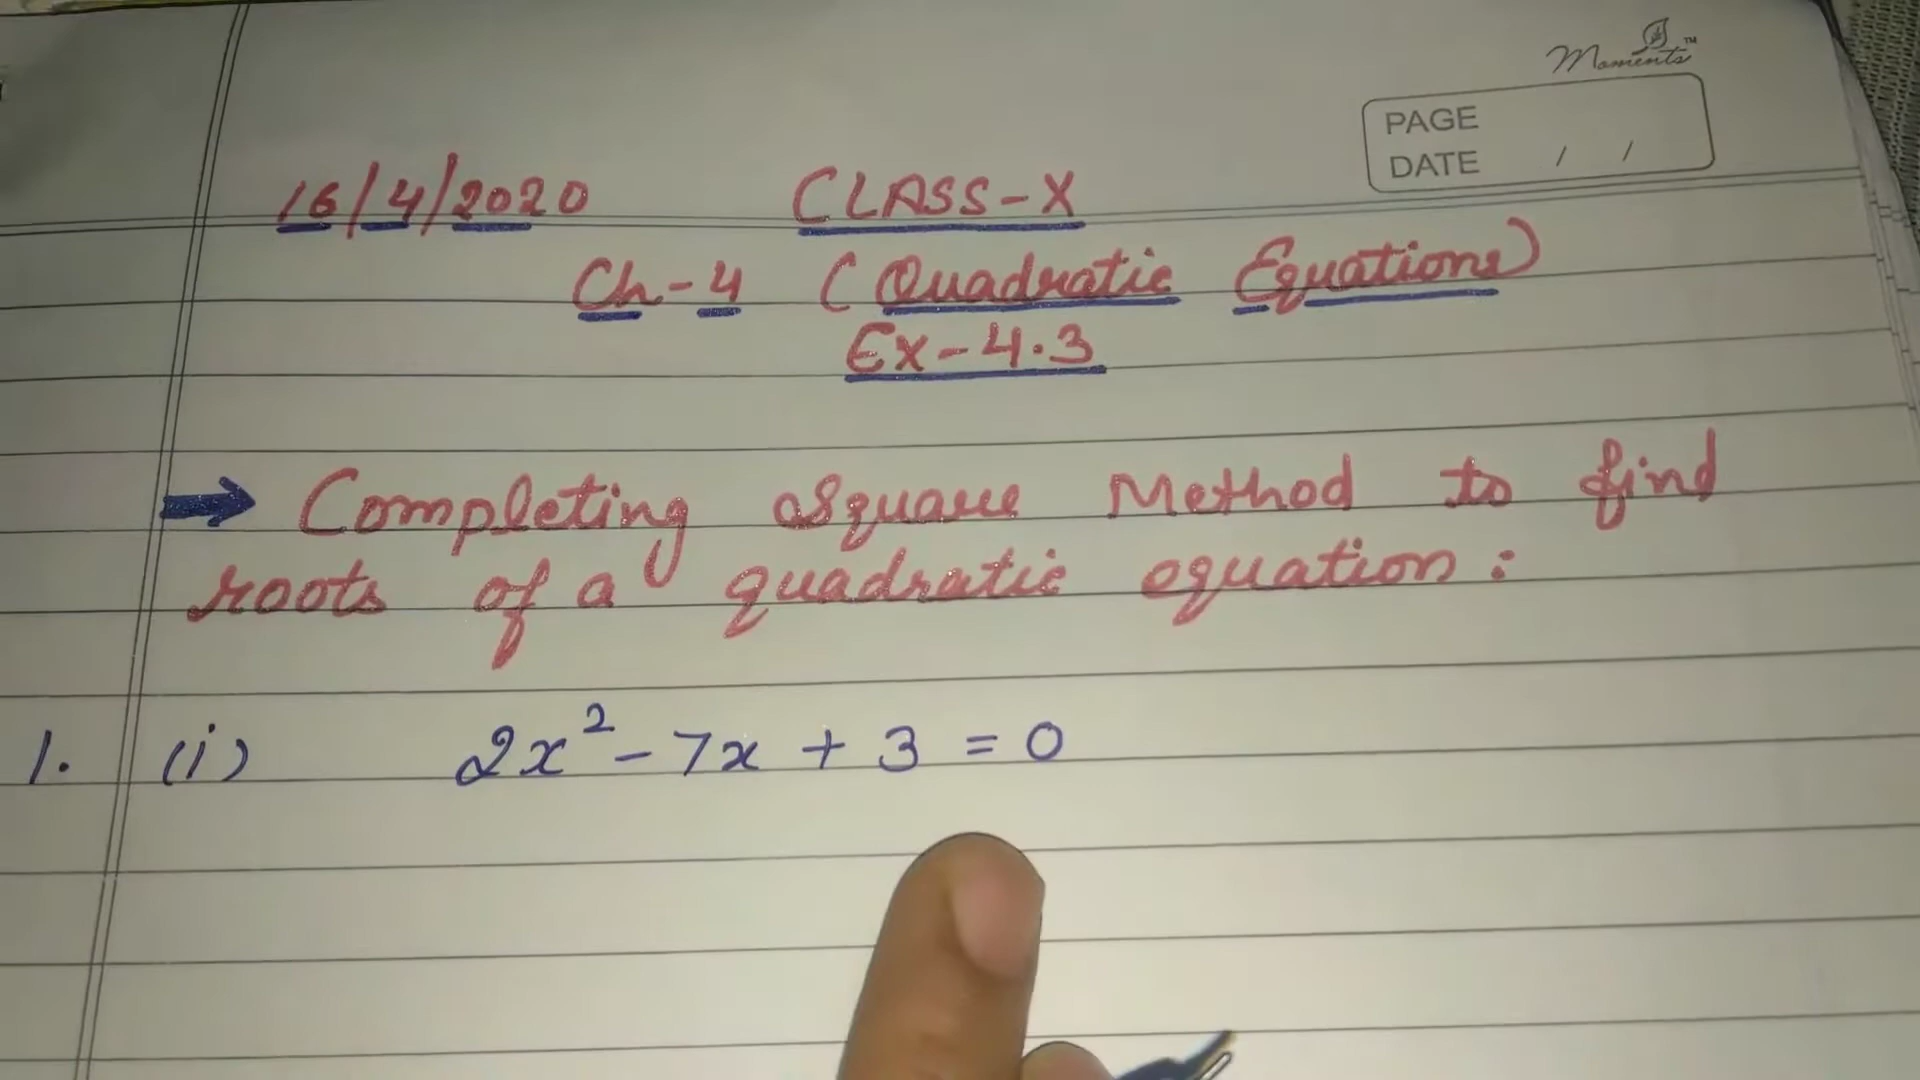 Moments™
PAGE
DATE / /
16/4/2020 CLASS-X
Ch-4 (Quadratic Equations)
Ex-4.3
→ Completing Square Method to find
roots of a quadratic equation:
1. (i) 2x² - 7x + 3 = 0